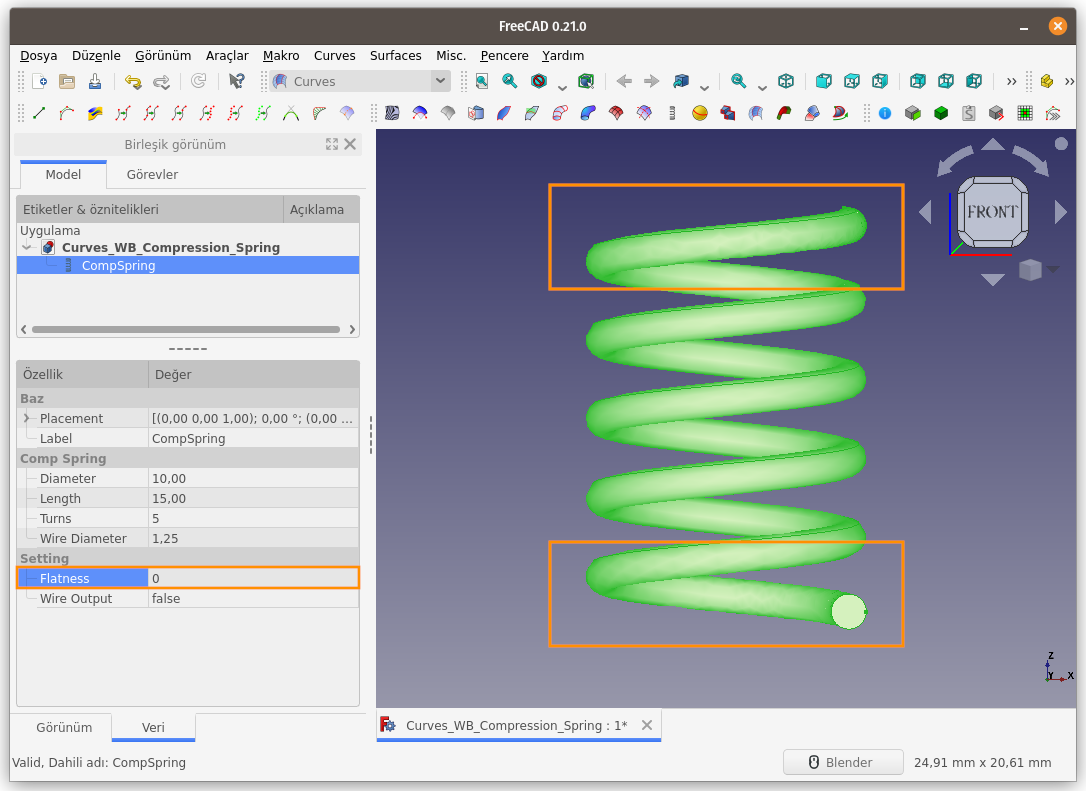 FreeCAD 0.21.0
Dosya Düzenle Görünüm Araçlar Makro Curves Surfaces Misc. Pencere Yardım
Curves
Birleşik görünüm
Model Görevler
Etiketler & öznitelikleri Açıklama
Uygulama
Curves_WB_Compression_Spring
CompSpring
Özellik Değer
Baz
Placement [(0,00 0,00 1,00); 0,00 °; (0,00 ...
Label CompSpring
Comp Spring
Diameter 10,00
Length 15,00
Turns 5
Wire Diameter 1,25
Setting
Flatness 0
Wire Output false
FRONT
Z
Y X
Görünüm Veri
Curves_WB_Compression_Spring : 1*
Valid, Dahili adı: CompSpring
Blender 24,91 mm x 20,61 mm